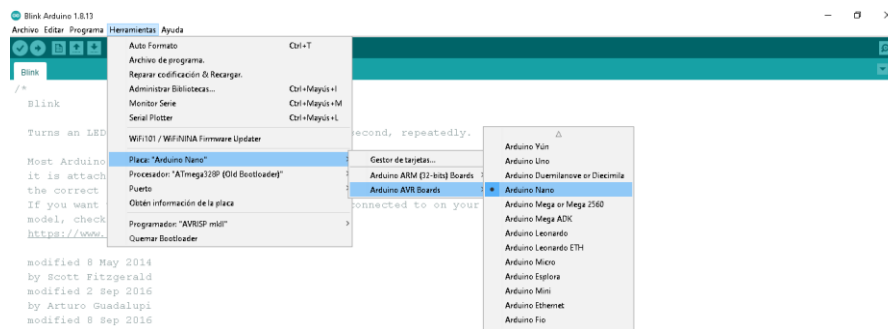 Blink Arduino 1.8.13
Archivo Editar Programa Herramientas Ayuda
Blink
Auto Formato Ctrl+T
Archivo de programa.
Reparar codificación & Recargar.
Administrar Bibliotecas... Ctrl+Mayús+I
Monitor Serie Ctrl+Mayús+M
Serial Plotter Ctrl+Mayús+L
WiFi101 / WiFiNINA Firmware Updater
Placa: "Arduino Nano"
Procesador: "ATmega328P (Old Bootloader)"
Puerto
Obtén información de la placa
Programador: "AVRISP mkII"
Quemar Bootloader
Gestor de tarjetas...
Arduino ARM (32-bits) Boards
Arduino AVR Boards
Arduino Yún
Arduino Uno
Arduino Duemilanove or Diecimila
Arduino Nano
Arduino Mega or Mega 2560
Arduino Mega ADK
Arduino Leonardo
Arduino Leonardo ETH
Arduino Micro
Arduino Esplora
Arduino Mini
Arduino Ethernet
Arduino Fio
/*
Blink
Turns an LED econd, repeatedly.
Most Arduino
it is attach
the correct
If you want onnected to on your
model, check
https://www.
modified 8 May 2014
by Scott Fitzgerald
modified 2 Sep 2016
by Arturo Guadalupi
modified 8 Sep 2016